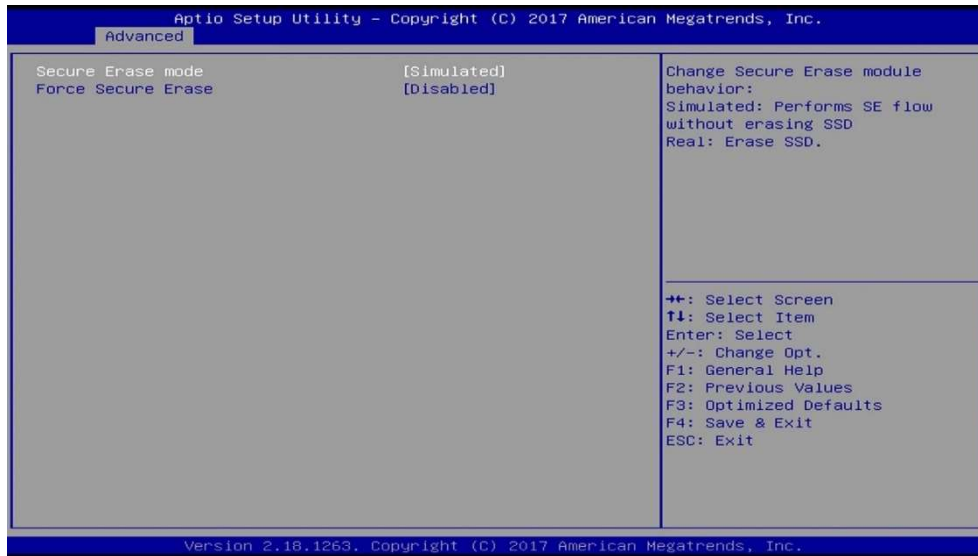 Aptio Setup Utility – Copyright (C) 2017 American Megatrends, Inc.
Advanced
Secure Erase mode [Simulated]
Force Secure Erase [Disabled]
Change Secure Erase module
behavior:
Simulated: Performs SE flow
without erasing SSD
Real: Erase SSD.
→←: Select Screen
↑↓: Select Item
Enter: Select
+/-: Change Opt.
F1: General Help
F2: Previous Values
F3: Optimized Defaults
F4: Save & Exit
ESC: Exit
Version 2.18.1263. Copyright (C) 2017 American Megatrends, Inc.